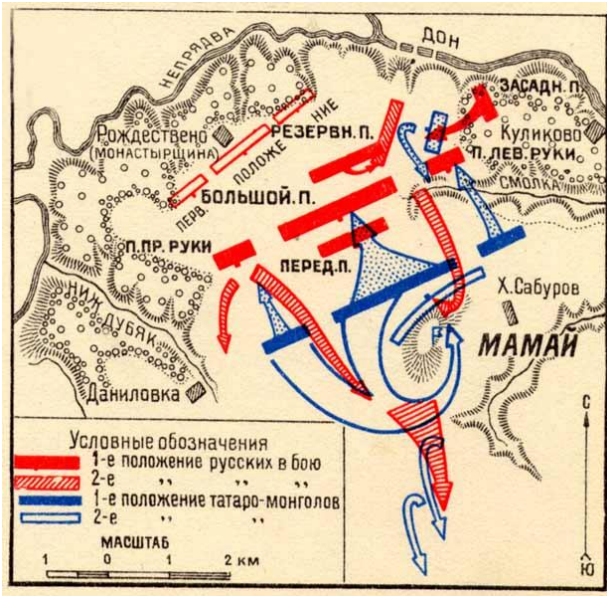 НЕПРЯДВА
ДОН
ЗАСАДН. П.
РОЖДЕСТВЕНО
(МОНАСТЫРЩИНА)
ПЕРВ. ПОЛОЖЕ НИЕ
РЕЗЕРВН. П.
Куликово
П. ЛЕВ. РУКИ
СМОЛКА
БОЛЬШОЙ. П.
П. ПР. РУКИ
ПЕРЕД. П.
НИЖ. ДУБЯК
Х. Сабуров
МАМАЙ
Даниловка
Условные обозначения
1-е положение русских в бою
2-е " " "
1-е положение татаро-монголов
2-е " "
МАСШТАБ
1 0 1 2 км
С
Ю